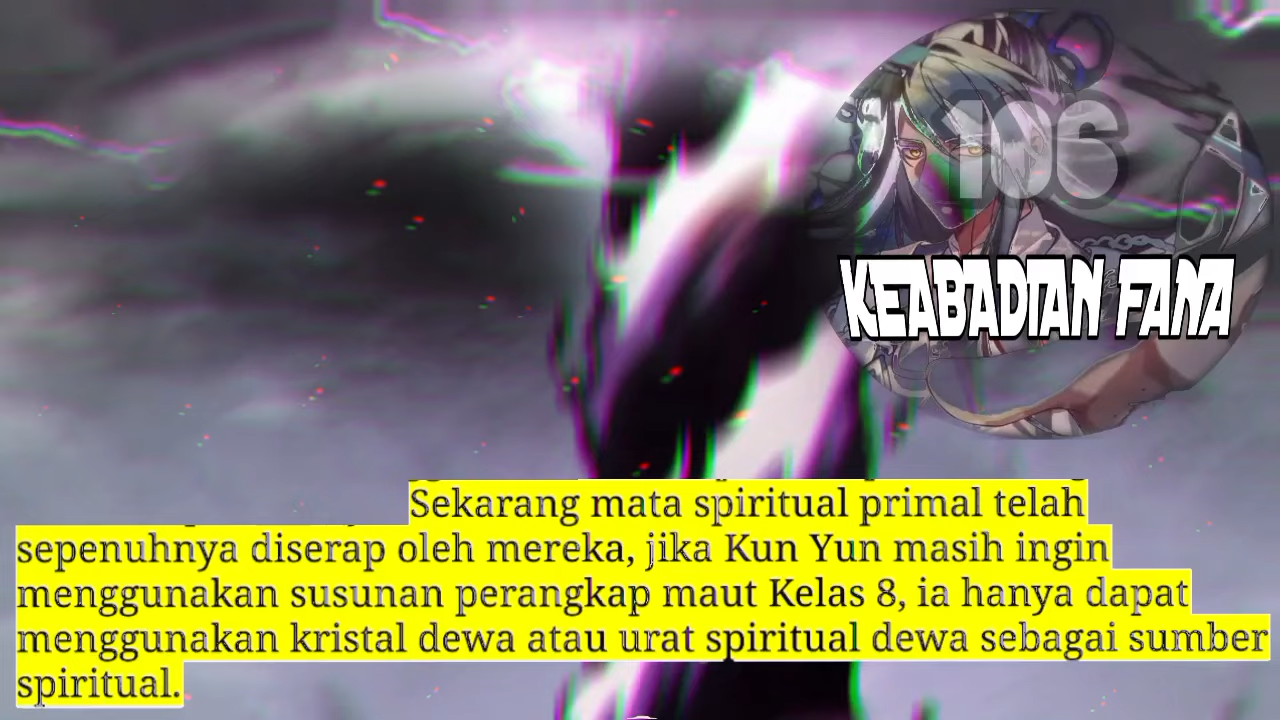 106
KEABADIAN FANA
Sekarang mata spiritual primal telah
sepenuhnya diserap oleh mereka, jika Kun Yun masih ingin
menggunakan susunan perangkap maut Kelas 8, ia hanya dapat
menggunakan kristal dewa atau urat spiritual dewa sebagai sumber
spiritual.